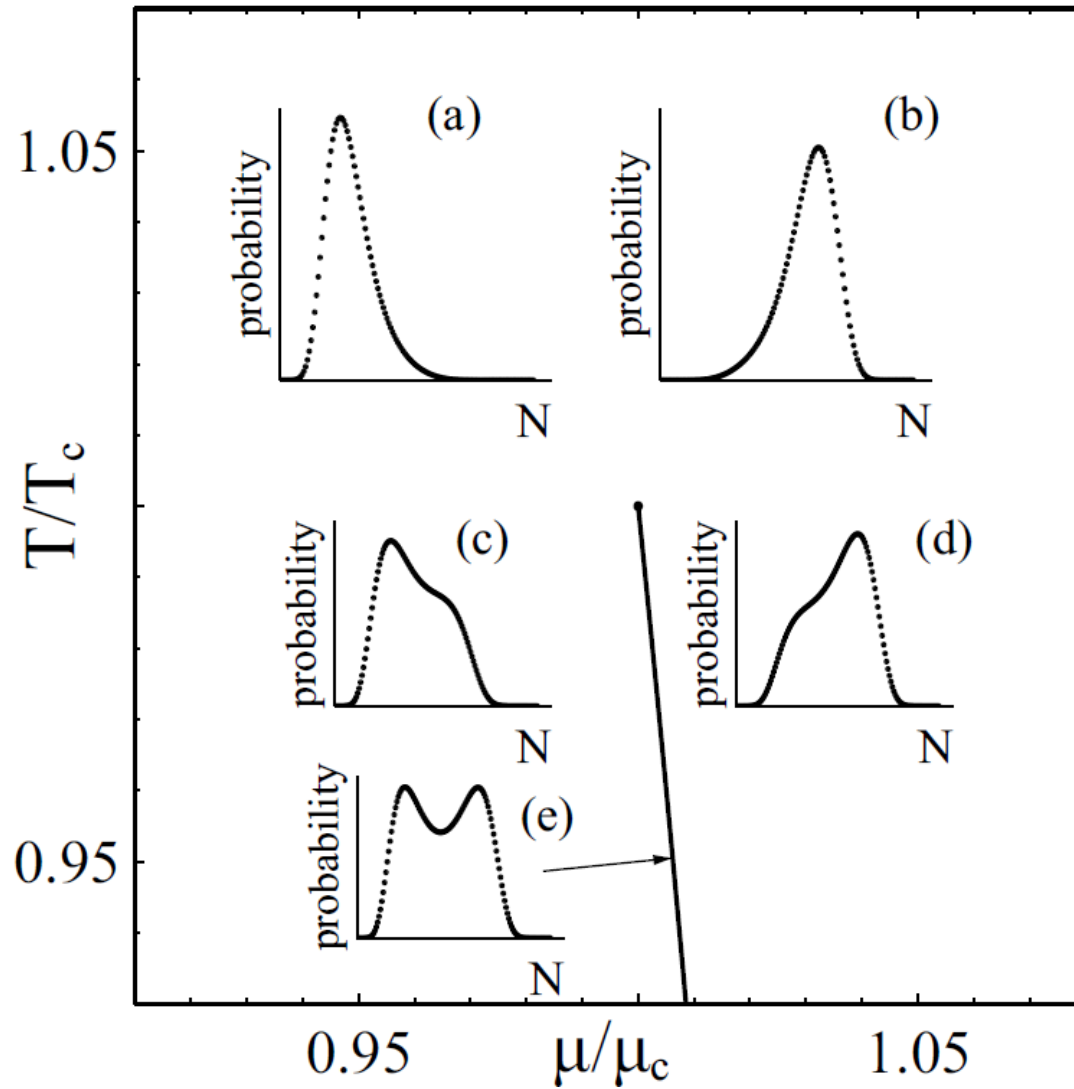 (a)
(b)
1.05
probability
probability
N
N
T/Tc
(c)
(d)
probability
probability
N
N
probability
(e)
0.95
N
0.95
μ/μc
1.05